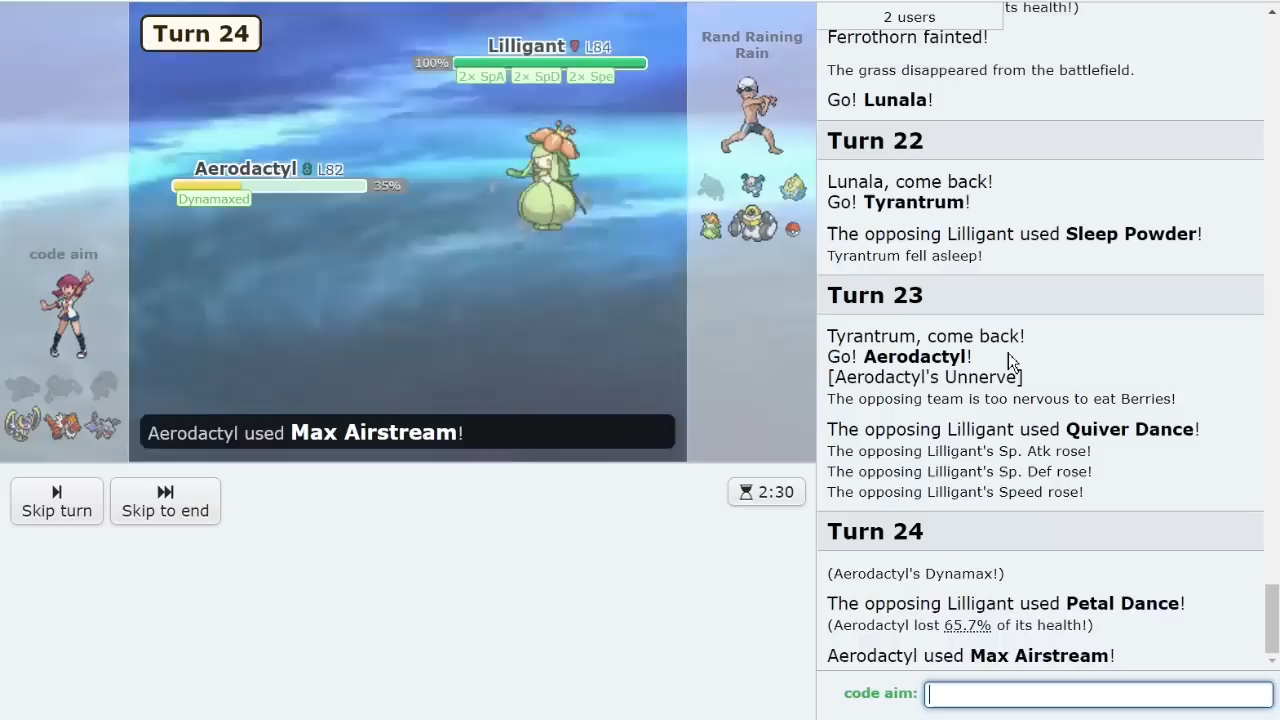 Turn 24
Lilligant L84
100%
2× SpA 2× SpD 2× Spe
Aerodactyl L82
35%
Dynamaxed
code aim
Aerodactyl used Max Airstream!
Rand Raining
Rain
Skip turn
Skip to end
2:30
2 users
ts health!)
Ferrothorn fainted!
The grass disappeared from the battlefield.
Go! Lunala!
Turn 22
Lunala, come back!
Go! Tyrantrum!
The opposing Lilligant used Sleep Powder!
Tyrantrum fell asleep!
Turn 23
Tyrantrum, come back!
Go! Aerodactyl!
[Aerodactyl's Unnerve]
The opposing team is too nervous to eat Berries!
The opposing Lilligant used Quiver Dance!
The opposing Lilligant's Sp. Atk rose!
The opposing Lilligant's Sp. Def rose!
The opposing Lilligant's Speed rose!
Turn 24
(Aerodactyl's Dynamax!)
The opposing Lilligant used Petal Dance!
(Aerodactyl lost 65.7% of its health!)
Aerodactyl used Max Airstream!
code aim: